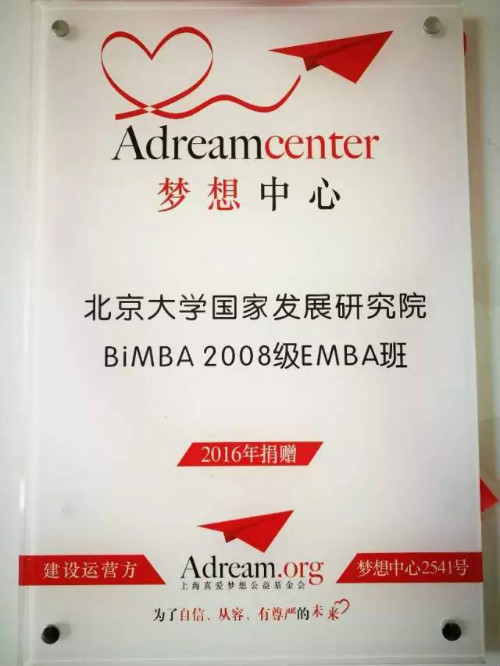 Adreamcenter
梦想中心
北京大学国家发展研究院
BiMBA 2008级EMBA班
2016年捐赠
建设运营方
Adream.org
上海真爱梦想公益基金会
梦想中心2541号
为了自信、从容、有尊严的未来